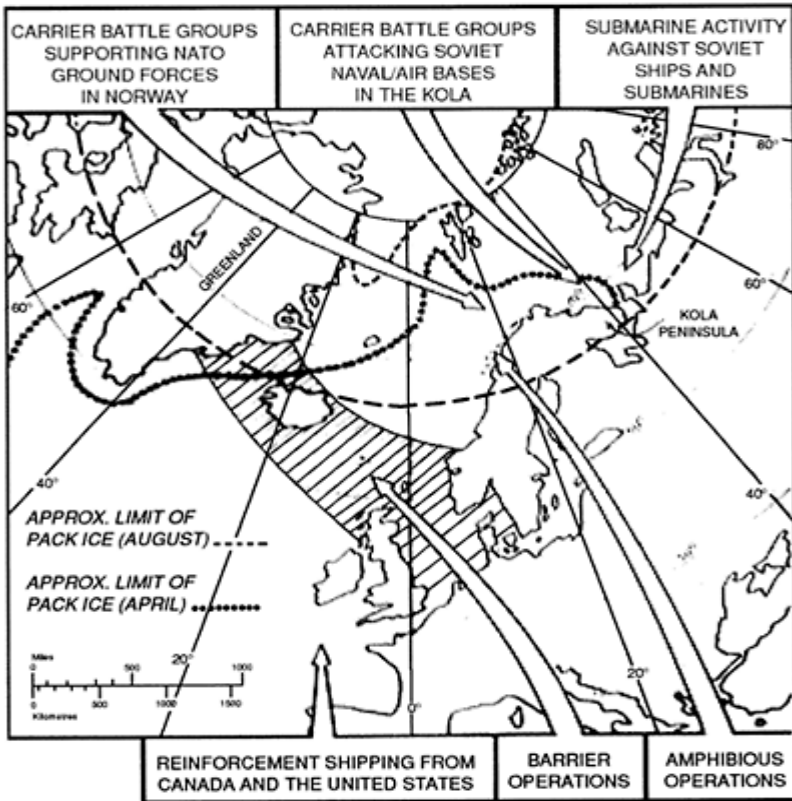 CARRIER BATTLE GROUPS
SUPPORTING NATO
GROUND FORCES
IN NORWAY
CARRIER BATTLE GROUPS
ATTACKING SOVIET
NAVAL/AIR BASES
IN THE KOLA
SUBMARINE ACTIVITY
AGAINST SOVIET
SHIPS AND
SUBMARINES
80°
GREENLAND
60°
60°
KOLA
PENINSULA
40°
40°
APPROX. LIMIT OF
PACK ICE (AUGUST)
APPROX. LIMIT OF
PACK ICE (APRIL)
Miles
0 500 1000
0 500 1000 1500
Kilometres
20°
0°
20°
REINFORCEMENT SHIPPING FROM
CANADA AND THE UNITED STATES
BARRIER
OPERATIONS
AMPHIBIOUS
OPERATIONS